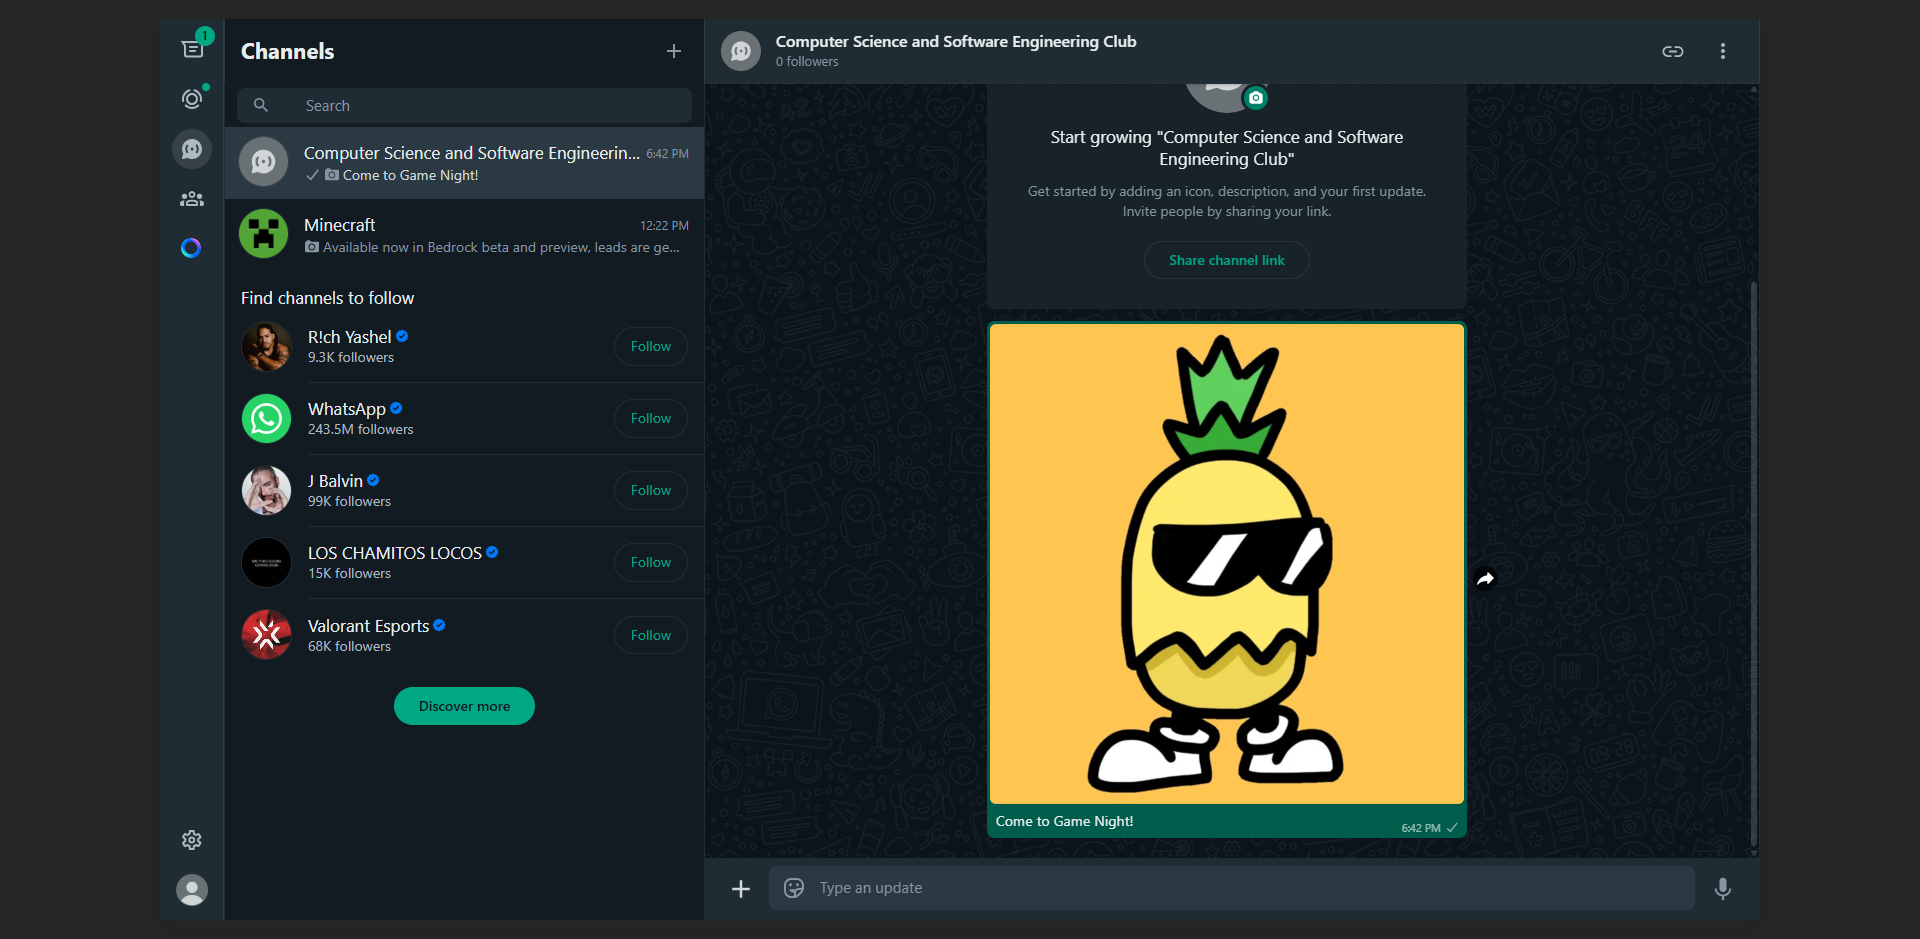 1
Channels
Search
Computer Science and Software Engineerin... 6:42 PM
Come to Game Night!
Minecraft 12:22 PM
Available now in Bedrock beta and preview, leads are ge...
Find channels to follow
R!ch Yashel
9.3K followers
Follow
WhatsApp
243.5M followers
Follow
J Balvin
99K followers
Follow
LOS CHAMITOS LOCOS
15K followers
Follow
Valorant Esports
68K followers
Follow
Discover more
Computer Science and Software Engineering Club
0 followers
Start growing "Computer Science and Software
Engineering Club"
Get started by adding an icon, description, and your first update.
Invite people by sharing your link.
Share channel link
Come to Game Night!
6:42 PM
Type an update